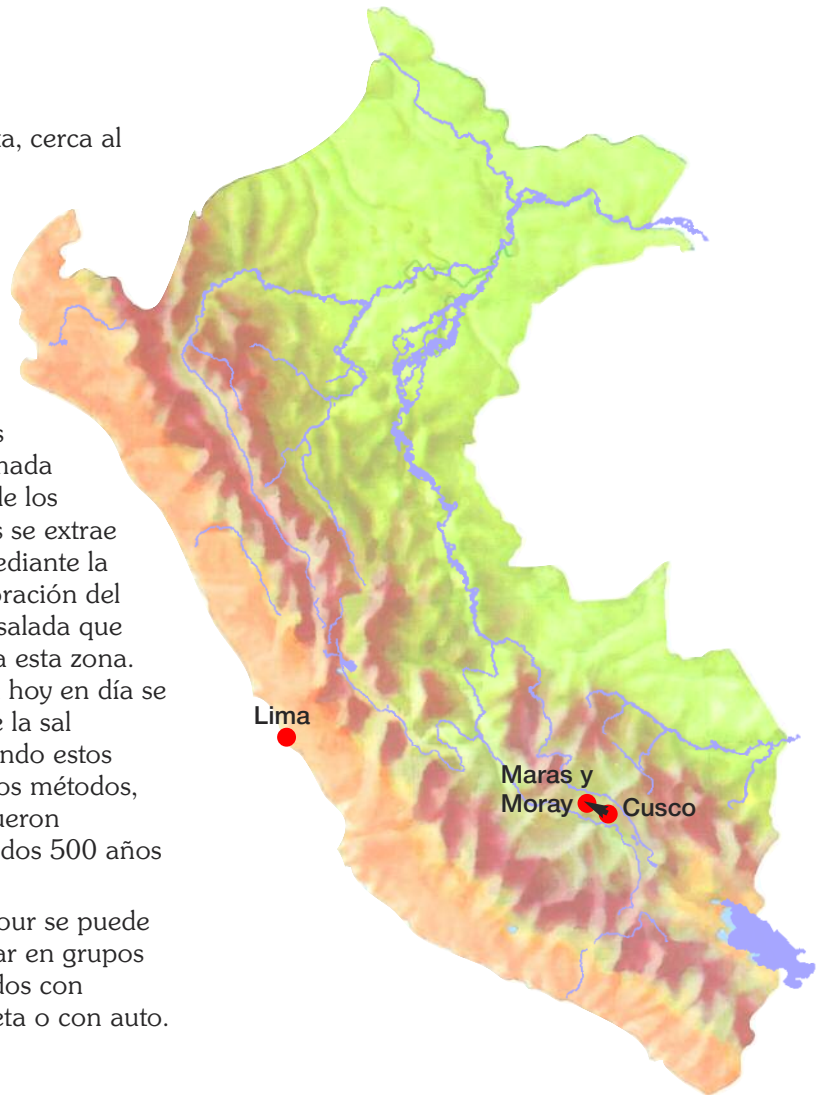 ta, cerca al
s
nada
de los
s se extrae
ediante la
oración del
salada que
a esta zona.
hoy en día se
e la sal
ndo estos
os métodos,
ueron
dos 500 años
our se puede
ar en grupos
dos con
eta o con auto.
Lima
Maras y
Moray
Cusco